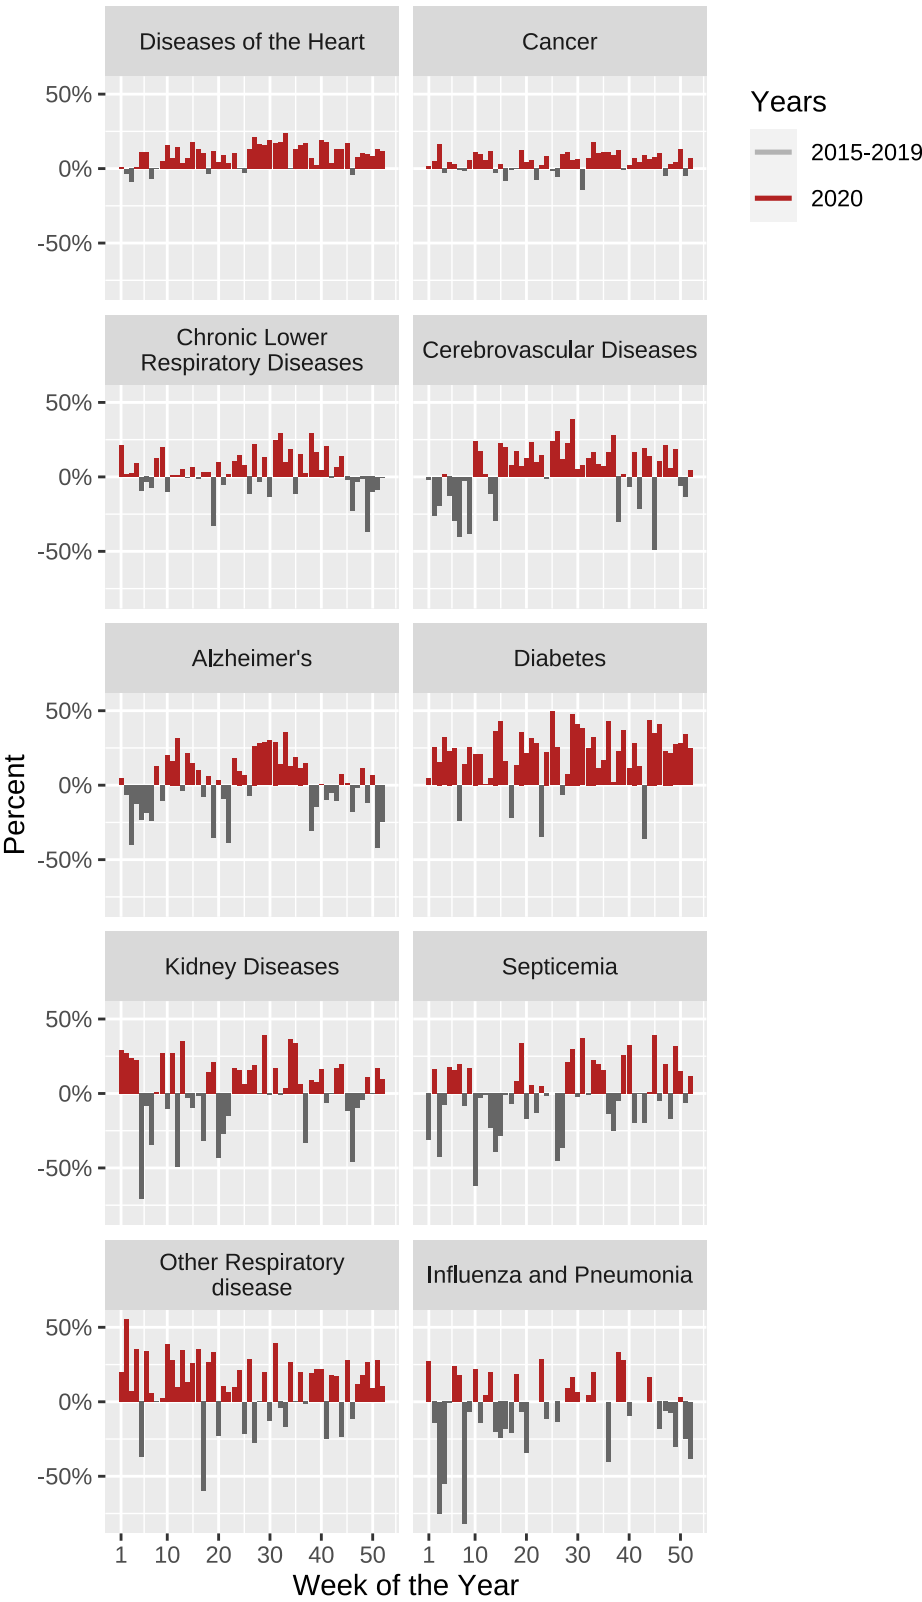 Diseases of the Heart
Cancer
50%
0%
-50%
Years
2015-2019
2020
Chronic Lower
Respiratory Diseases
Cerebrovascular Diseases
50%
0%
-50%
Alzheimer's
Diabetes
50%
0%
-50%
Percent
Kidney Diseases
Septicemia
50%
0%
-50%
Other Respiratory
disease
Influenza and Pneumonia
50%
0%
-50%
1 10 20 30 40 50
1 10 20 30 40 50
Week of the Year